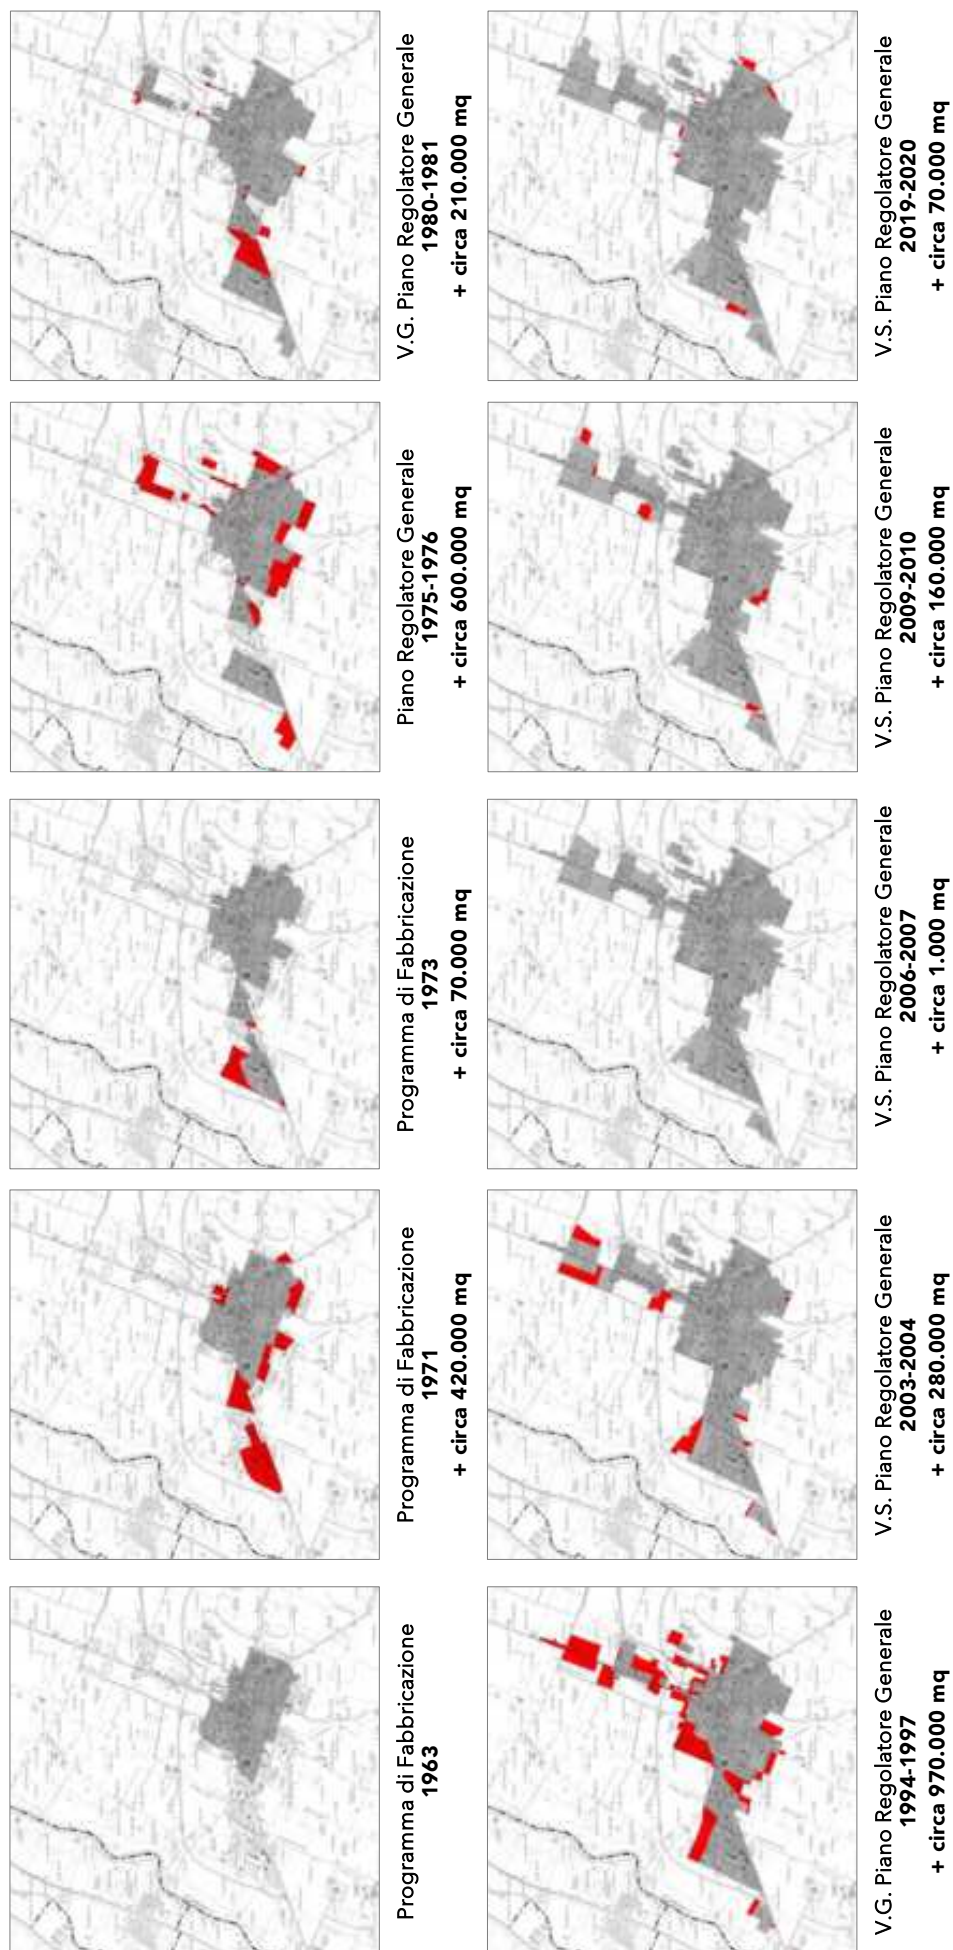 Programma di Fabbricazione
1963
Programma di Fabbricazione
1971
+ circa 420.000 mq
Programma di Fabbricazione
1973
+ circa 70.000 mq
Piano Regolatore Generale
1975-1976
+ circa 600.000 mq
V.G. Piano Regolatore Generale
1980-1981
+ circa 210.000 mq
V.G. Piano Regolatore Generale
1994-1997
+ circa 970.000 mq
V.S. Piano Regolatore Generale
2003-2004
+ circa 280.000 mq
V.S. Piano Regolatore Generale
2006-2007
+ circa 1.000 mq
V.S. Piano Regolatore Generale
2009-2010
+ circa 160.000 mq
V.S. Piano Regolatore Generale
2019-2020
+ circa 70.000 mq